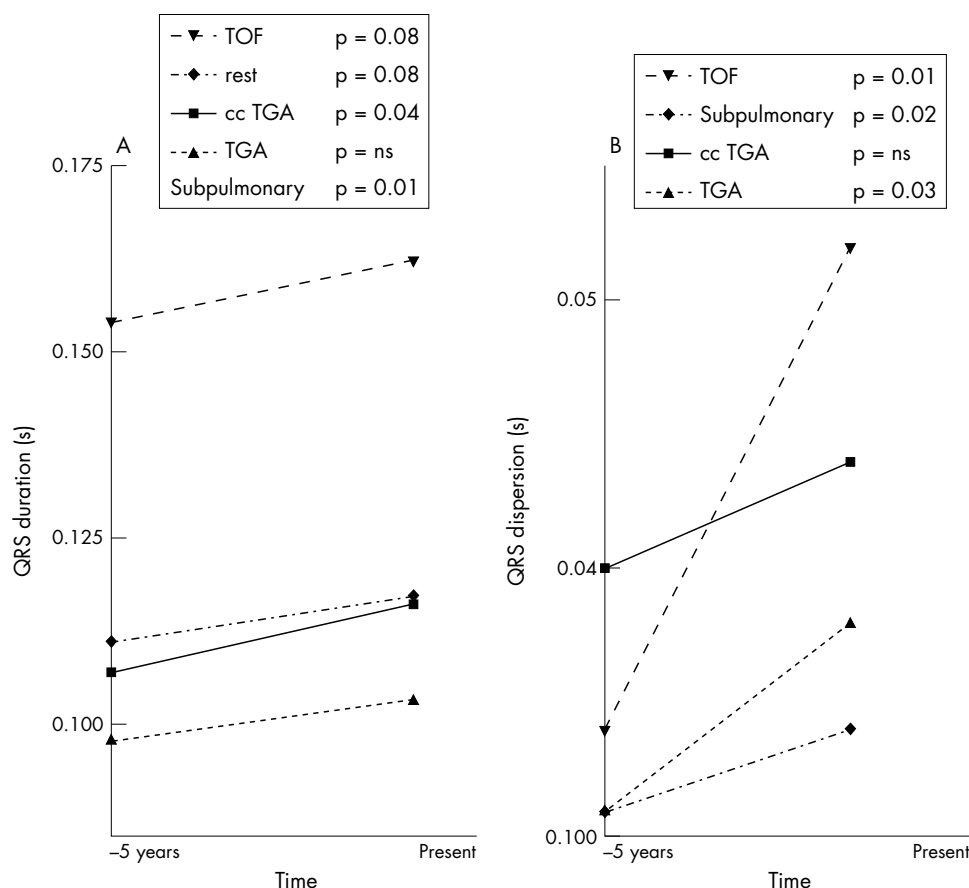 TOF p = 0.08
rest p = 0.08
cc TGA p = 0.04
TGA p = ns
Subpulmonary p = 0.01
A
0.175
0.150
0.125
0.100
QRS duration (s)
–5 years Present
Time
TOF p = 0.01
Subpulmonary p = 0.02
cc TGA p = ns
TGA p = 0.03
B
0.05
0.04
0.100
QRS dispersion (s)
–5 years Present
Time